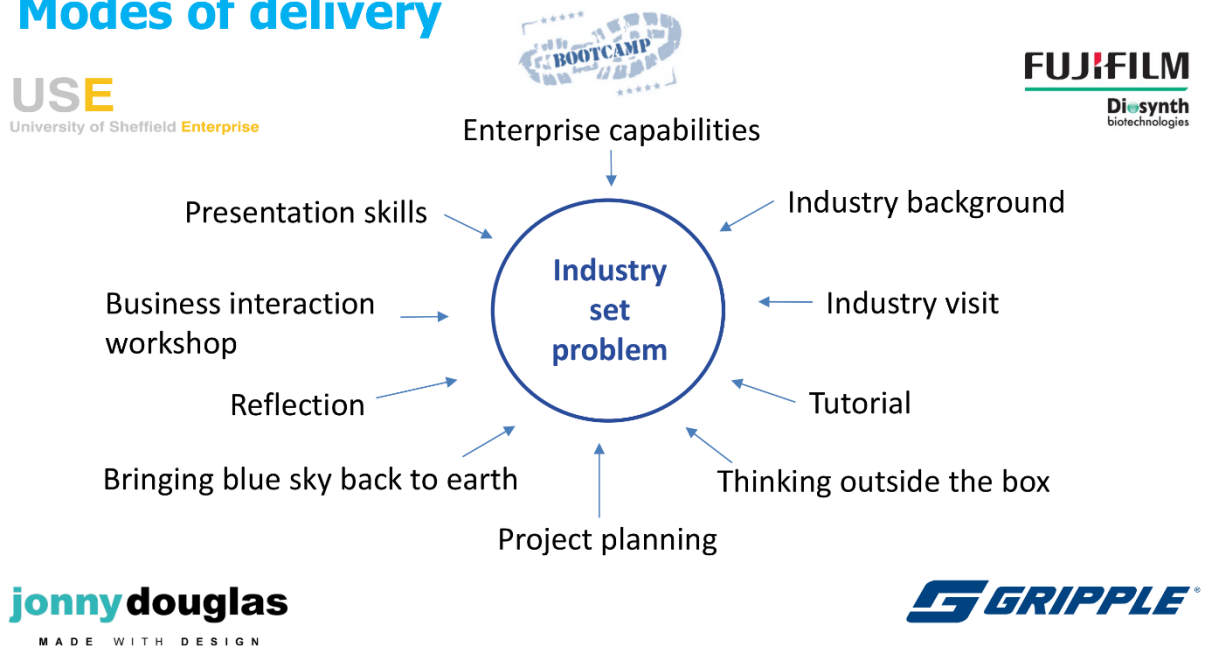 Modes of delivery
BOOTCAMP
USE
University of Sheffield Enterprise
FUJIFILM
Diosynth
biotechnologies
Enterprise capabilities
Presentation skills
Industry background
Business interaction
workshop
Industry
set
problem
Industry visit
Reflection
Tutorial
Bringing blue sky back to earth
Thinking outside the box
Project planning
jonnydouglas
MADE WITH DESIGN
GRIPPLE